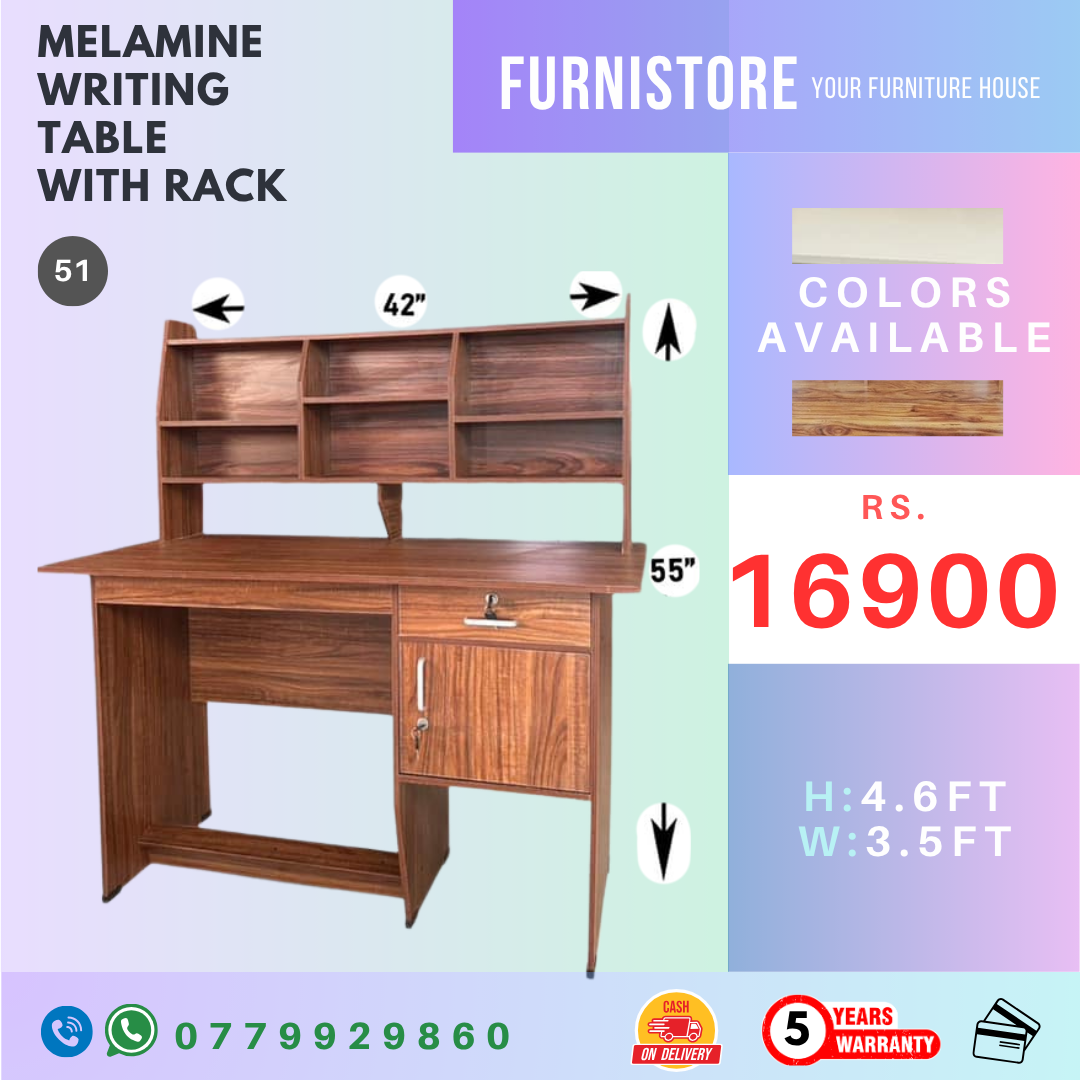 MELAMINE
WRITING
TABLE
WITH RACK
FURNISTORE YOUR FURNITURE HOUSE
51
42”
COLORS
AVAILABLE
55”
RS.
16900
H:4.6FT
W:3.5FT
0779929860
CASH
ON DELIVERY
5 YEARS
WARRANTY